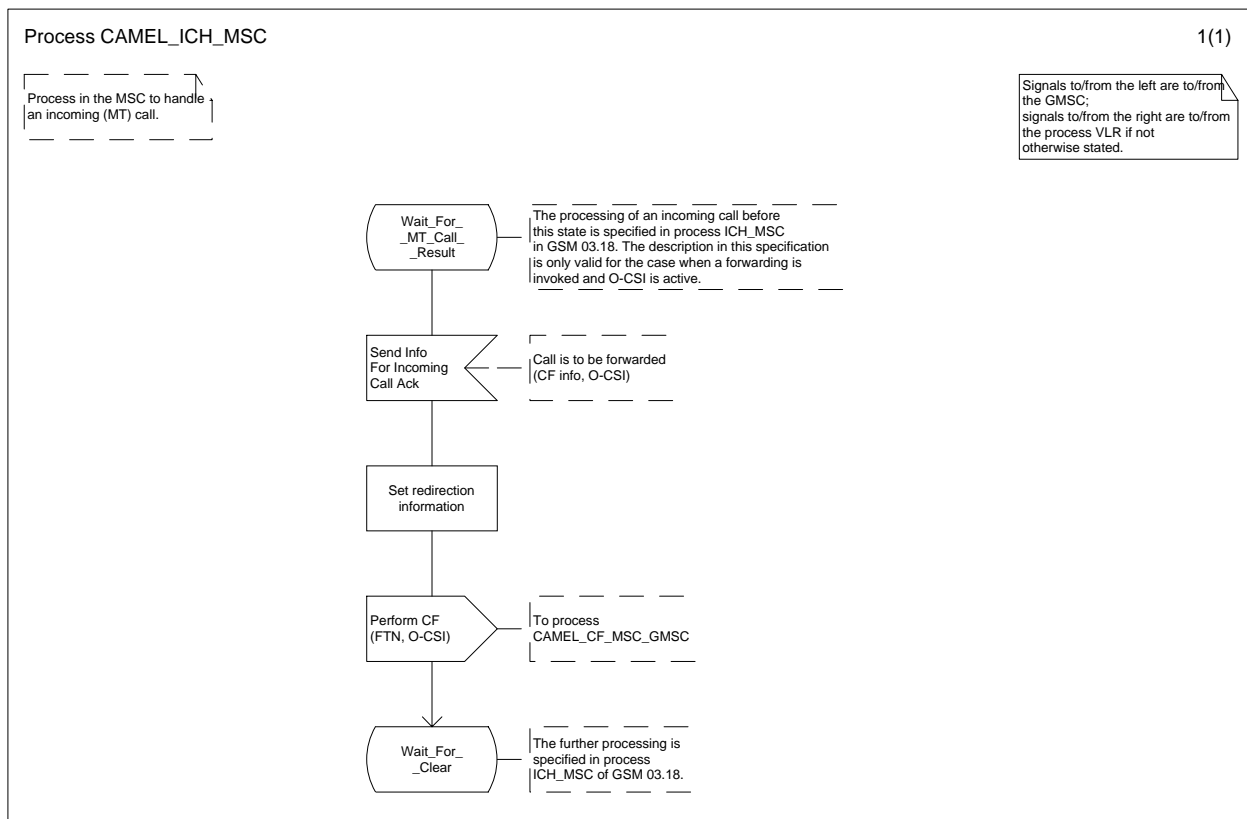 Process CAMEL_ICH_MSC
1(1)
Process in the MSC to handle
an incoming (MT) call.
Signals to/from the left are to/from
the GMSC;
signals to/from the right are to/from
the process VLR if not
otherwise stated.
Wait_For_
_MT_Call_
_Result
The processing of an incoming call before
this state is specified in process ICH_MSC
in GSM 03.18. The description in this specification
is only valid for the case when a forwarding is
invoked and O-CSI is active.
Send Info
For Incoming
Call Ack
Call is to be forwarded
(CF info, O-CSI)
Set redirection
information
Perform CF
(FTN, O-CSI)
To process
CAMEL_CF_MSC_GMSC
Wait_For_
_Clear
The further processing is
specified in process
ICH_MSC of GSM 03.18.